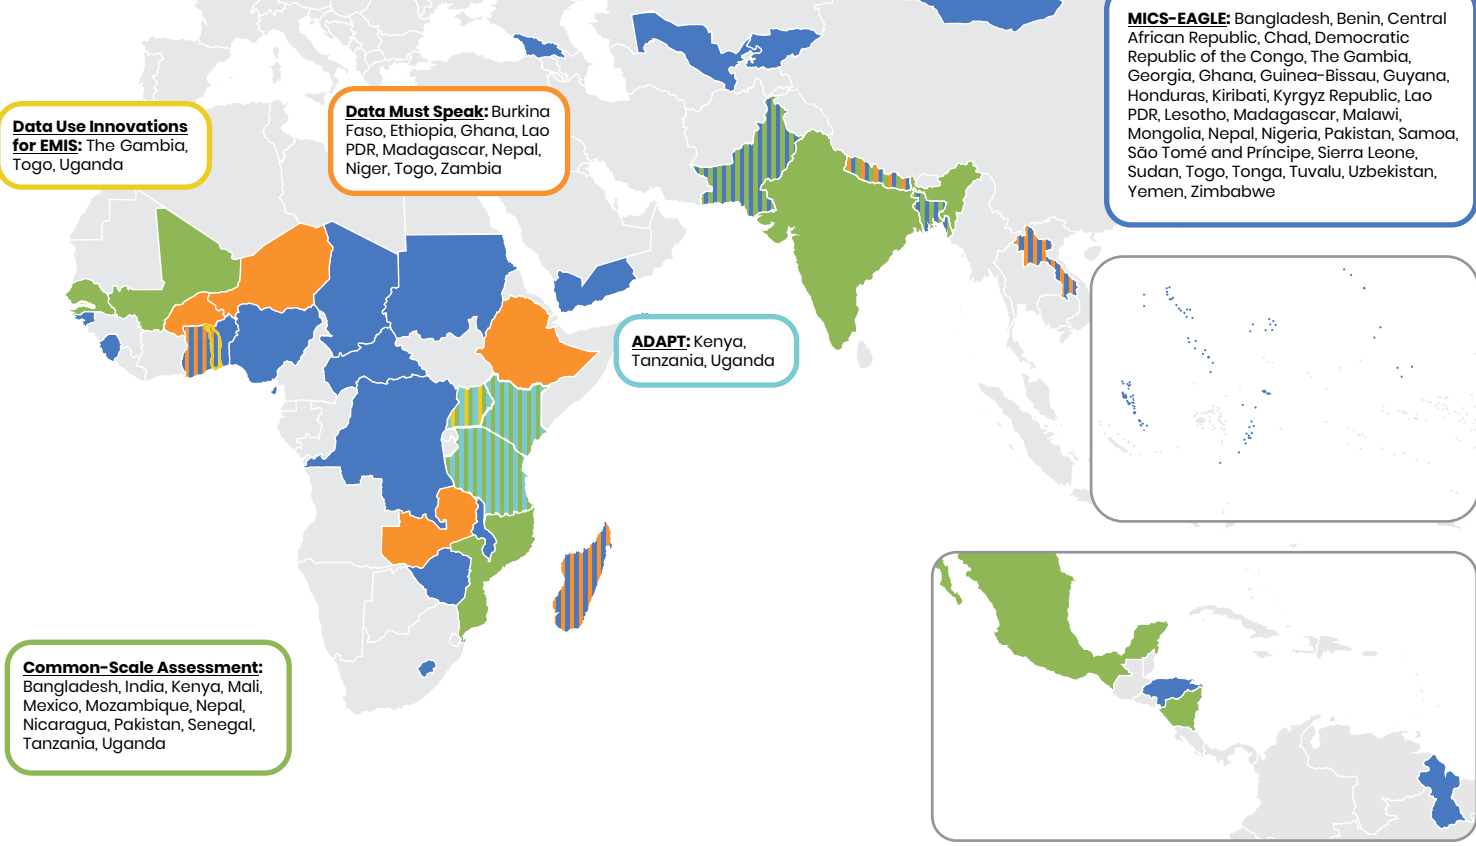 MICS-EAGLE: Bangladesh, Benin, Central
African Republic, Chad, Democratic
Republic of the Congo, The Gambia,
Georgia, Ghana, Guinea-Bissau, Guyana,
Honduras, Kiribati, Kyrgyz Republic, Lao
PDR, Lesotho, Madagascar, Malawi,
Mongolia, Nepal, Nigeria, Pakistan, Samoa,
São Tomé and Príncipe, Sierra Leone,
Sudan, Togo, Tonga, Tuvalu, Uzbekistan,
Yemen, Zimbabwe
Data Must Speak: Burkina
Faso, Ethiopia, Ghana, Lao
PDR, Madagascar, Nepal,
Niger, Togo, Zambia
Data Use Innovations
for EMIS: The Gambia,
Togo, Uganda
ADAPT: Kenya,
Tanzania, Uganda
Common-Scale Assessment:
Bangladesh, India, Kenya, Mali,
Mexico, Mozambique, Nepal,
Nicaragua, Pakistan, Senegal,
Tanzania, Uganda